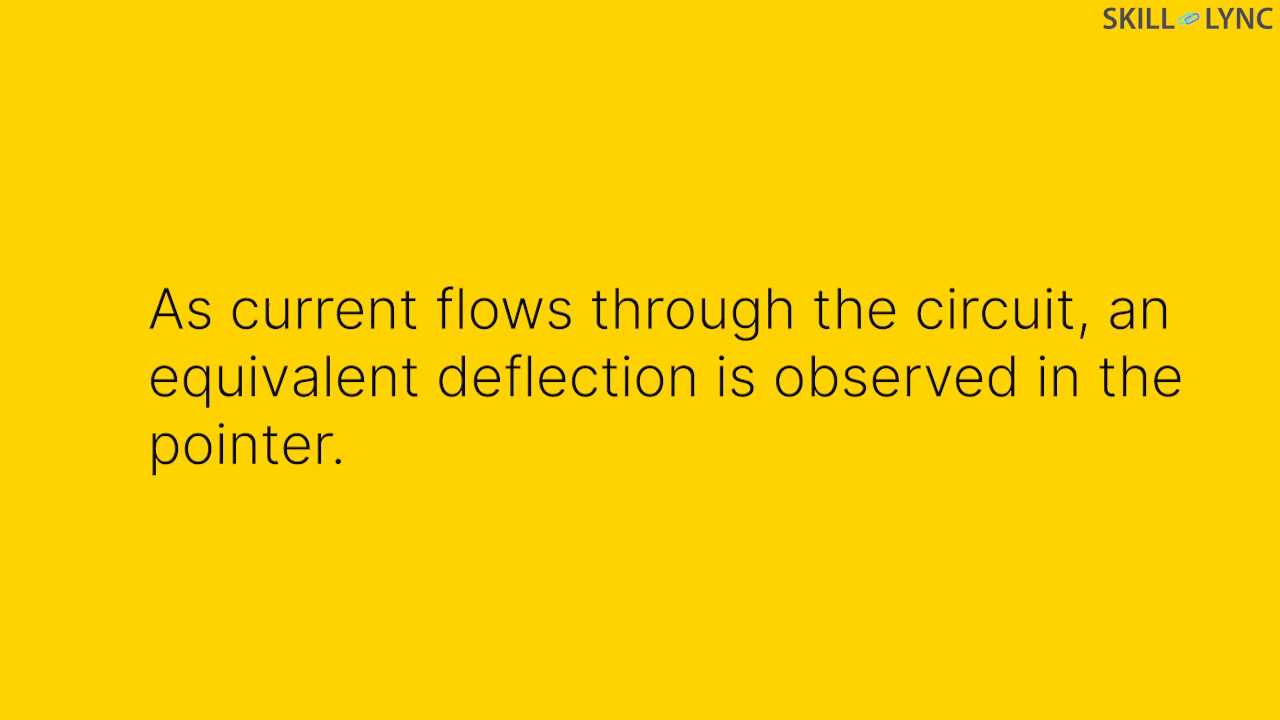 SKILL LYNC
As current flows through the circuit, an
equivalent deflection is observed in the
pointer.